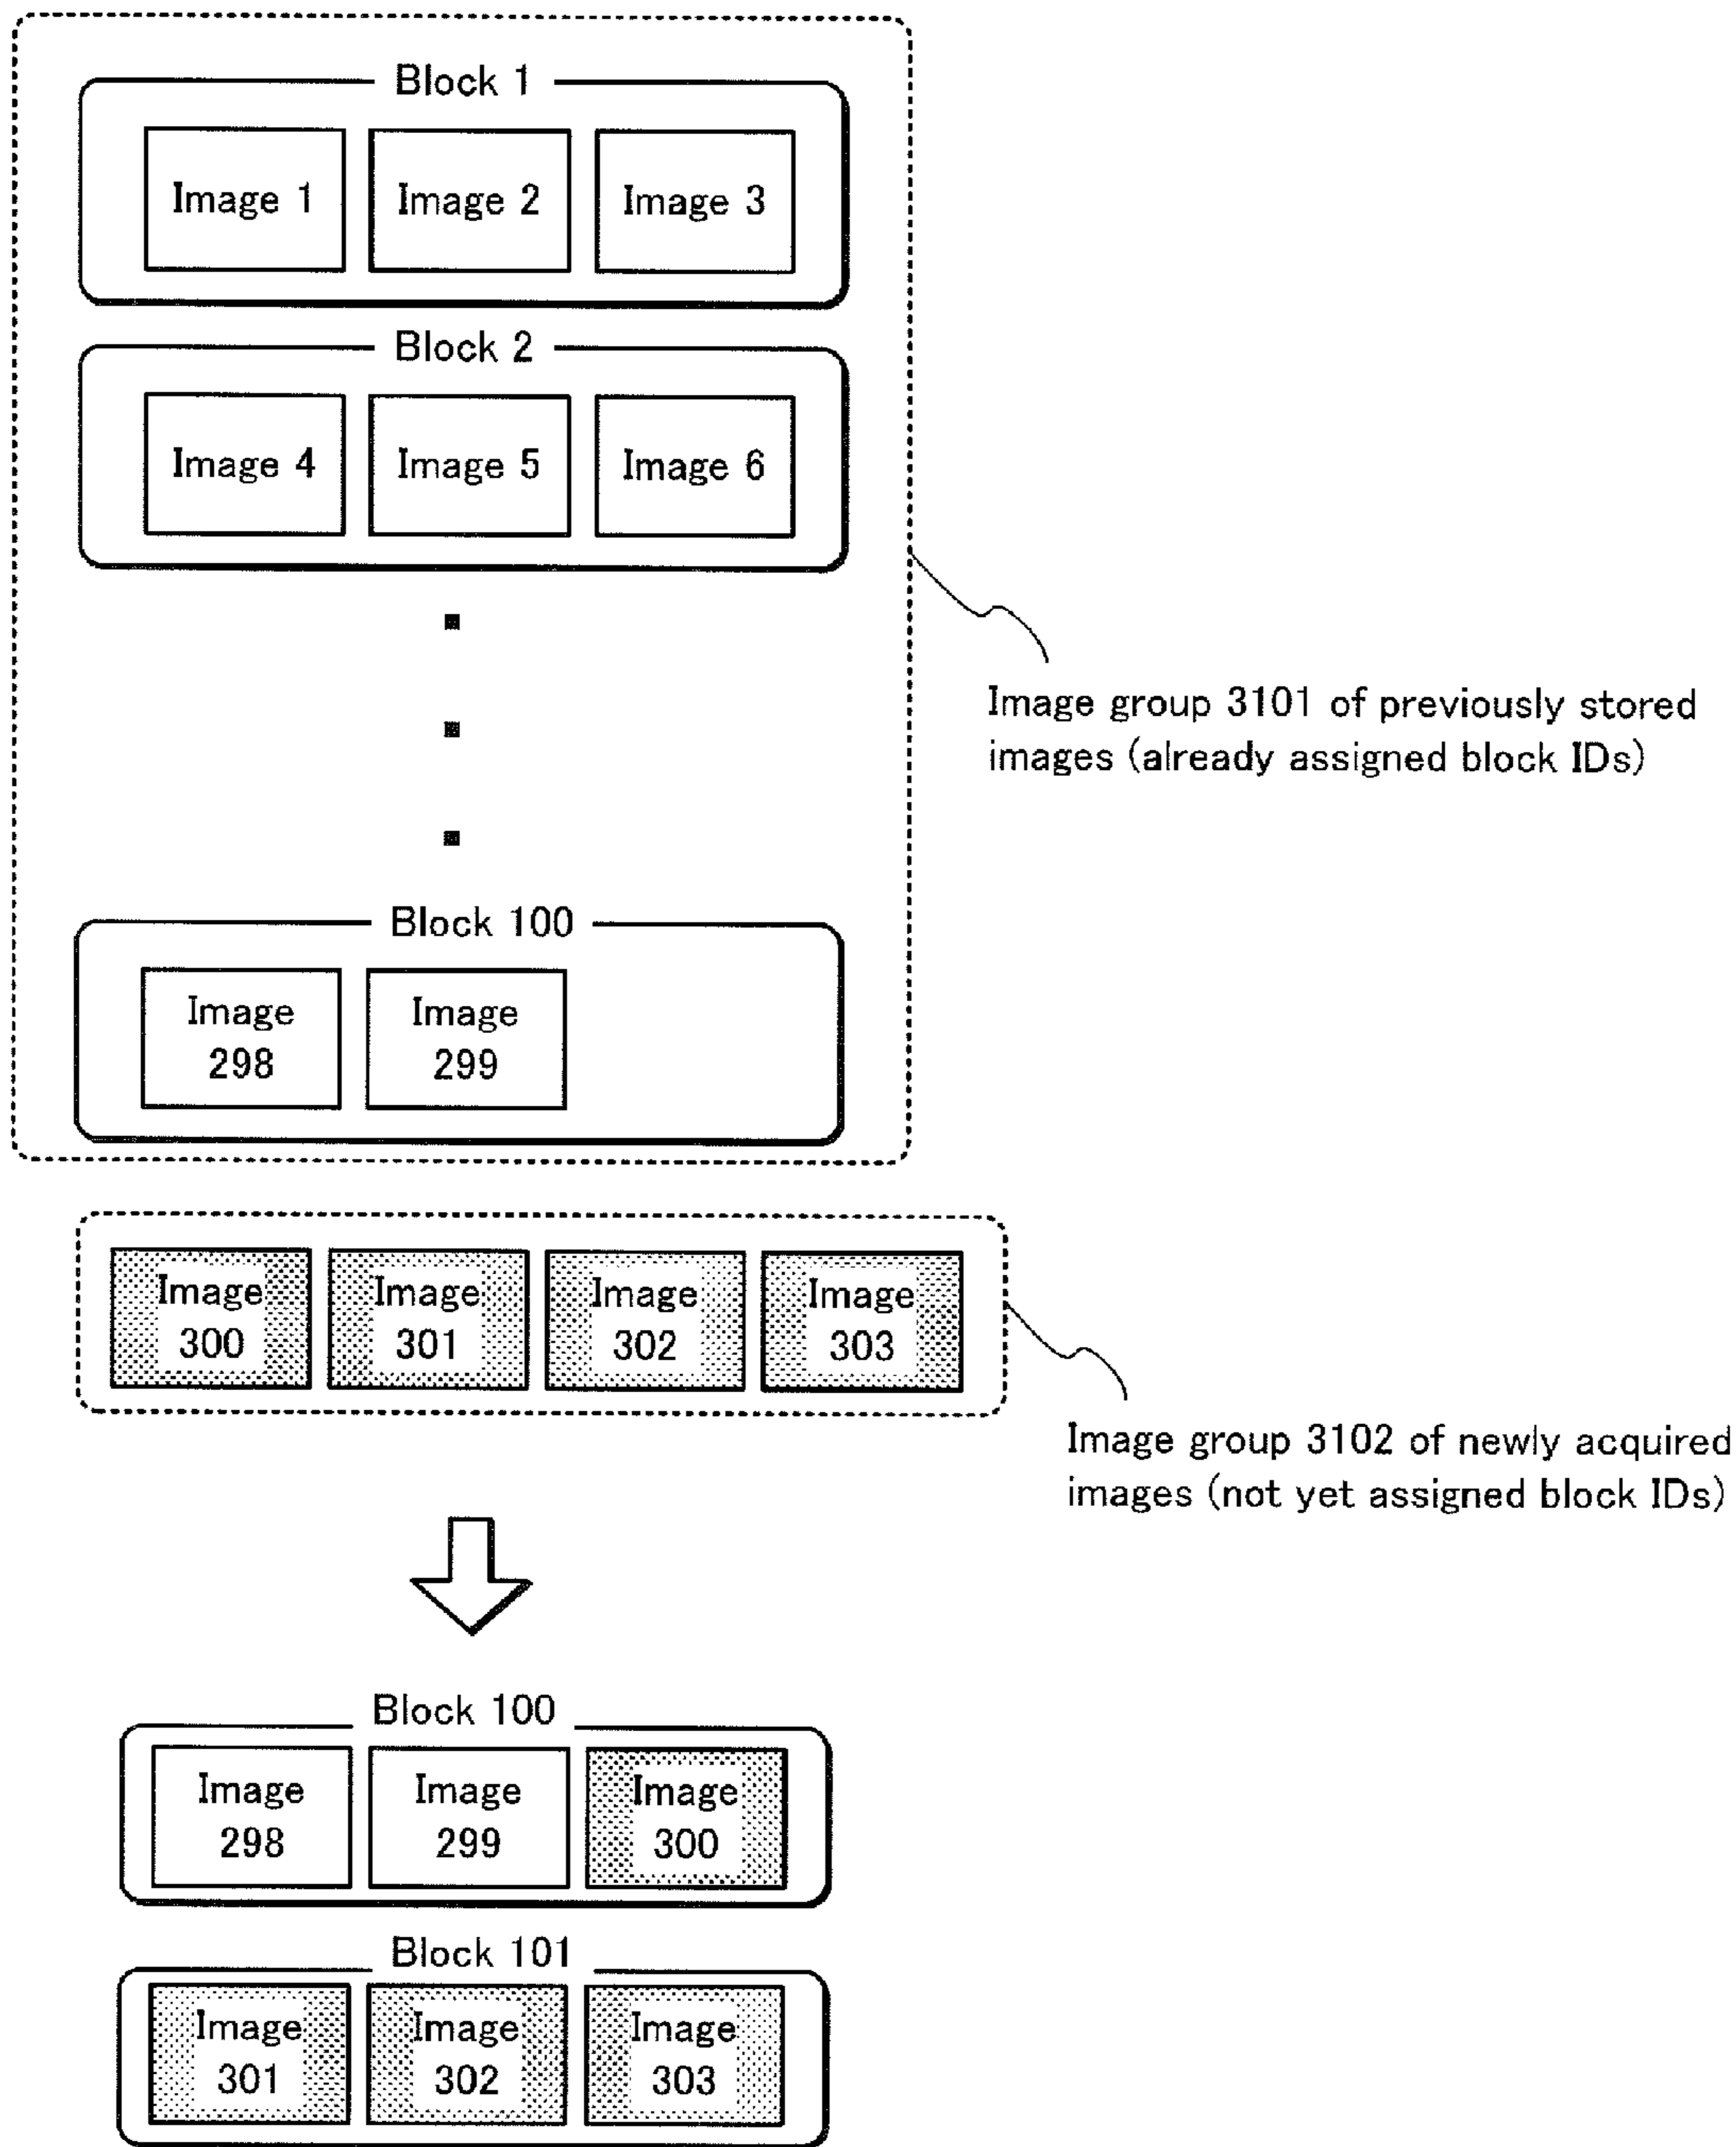 Block 1
Image 1 Image 2 Image 3
Block 2
Image 4 Image 5 Image 6
Image group 3101 of previously stored
images (already assigned block IDs)
Block 100
Image
298
Image
299
Image
300
Image
301
Image
302
Image
303
Image group 3102 of newly acquired
images (not yet assigned block IDs)
Block 100
Image
298
Image
299
Image
300
Block 101
Image
301
Image
302
Image
303